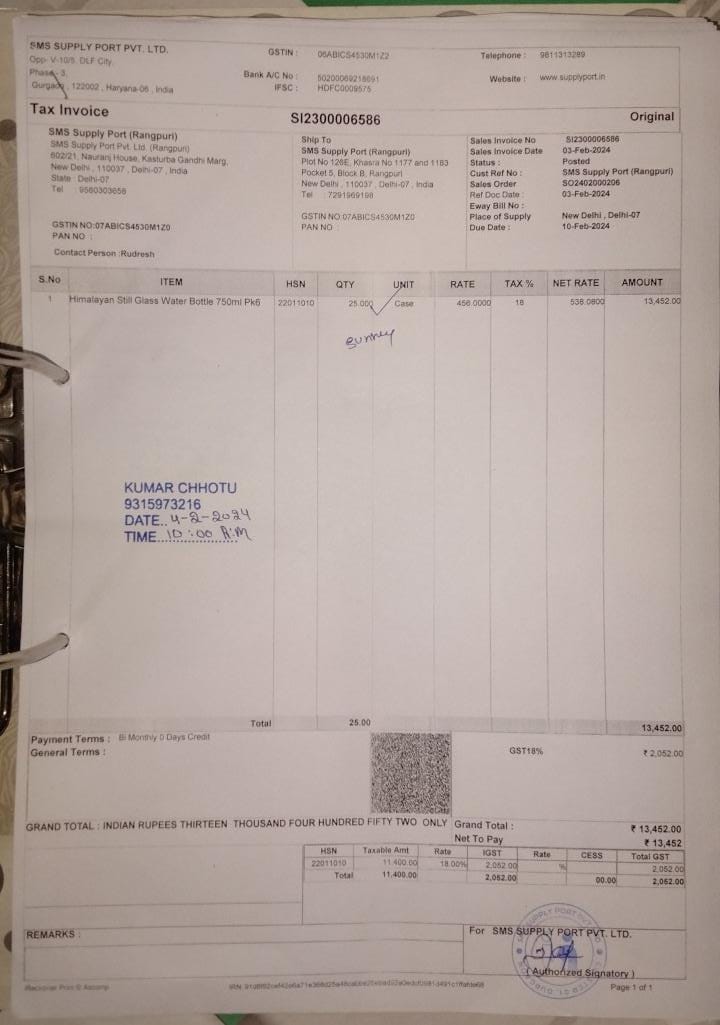 SMS SUPPLY PORT PVT. LTD.
Opp- V-10/5, DLF City,
Phase-3,
Gurgaon, 122002, Haryana-06, India
GSTIN : 06ABICS4530M1Z2
Bank A/C No : 50200069218691
IFSC : HDFC0009575
Telephone : 9811313289
Website : www.supplyport.in
Tax Invoice SI2300006586 Original
SMS Supply Port (Rangpuri)
SMS Supply Port Pvt. Ltd. (Rangpuri)
602/21, Nauranj House, Kasturba Gandhi Marg,
New Delhi, 110037, Delhi-07, India
State : Delhi-07
Tel : 9560303658
GSTIN NO:07ABICS4530M1Z0
PAN NO :
Contact Person :Rudresh
Ship To
SMS Supply Port (Rangpuri)
Plot No 126E, Khasra No 1177 and 1183
Pocket 5, Block B, Rangpuri
New Delhi, 110037, Delhi-07, India
Tel : 7291969198
GSTIN NO:07ABICS4530M1Z0
PAN NO :
Sales Invoice No SI2300006586
Sales Invoice Date 03-Feb-2024
Status : Posted
Cust Ref No : SMS Supply Port (Rangpuri)
Sales Order SO2402000206
Ref Doc Date : 03-Feb-2024
Eway Bill No :
Place of Supply New Delhi, Delhi-07
Due Date : 10-Feb-2024
S.No ITEM HSN QTY UNIT RATE TAX % NET RATE AMOUNT
1 Himalayan Still Glass Water Bottle 750ml Pk6 22011010 25.000 Case 456.0000 18 538.0800 13,452.00
KUMAR CHHOTU
9315973216
DATE.. 4-2-2024
TIME... 10:00 A.M
Total 25.00 13,452.00
Payment Terms : Bi Monthly 0 Days Credit
General Terms :
GST18% ₹ 2,052.00
GRAND TOTAL : INDIAN RUPEES THIRTEEN THOUSAND FOUR HUNDRED FIFTY TWO ONLY
Grand Total : ₹ 13,452.00
Net To Pay ₹ 13,452
HSN Taxable Amt Rate IGST Rate CESS Total GST
22011010 11,400.00 18.00% 2,052.00 % 2,052.00
Total 11,400.00 2,052.00 00.00 2,052.00
REMARKS :
For SMS SUPPLY PORT PVT. LTD.
( Authorized Signatory )
Page 1 of 1